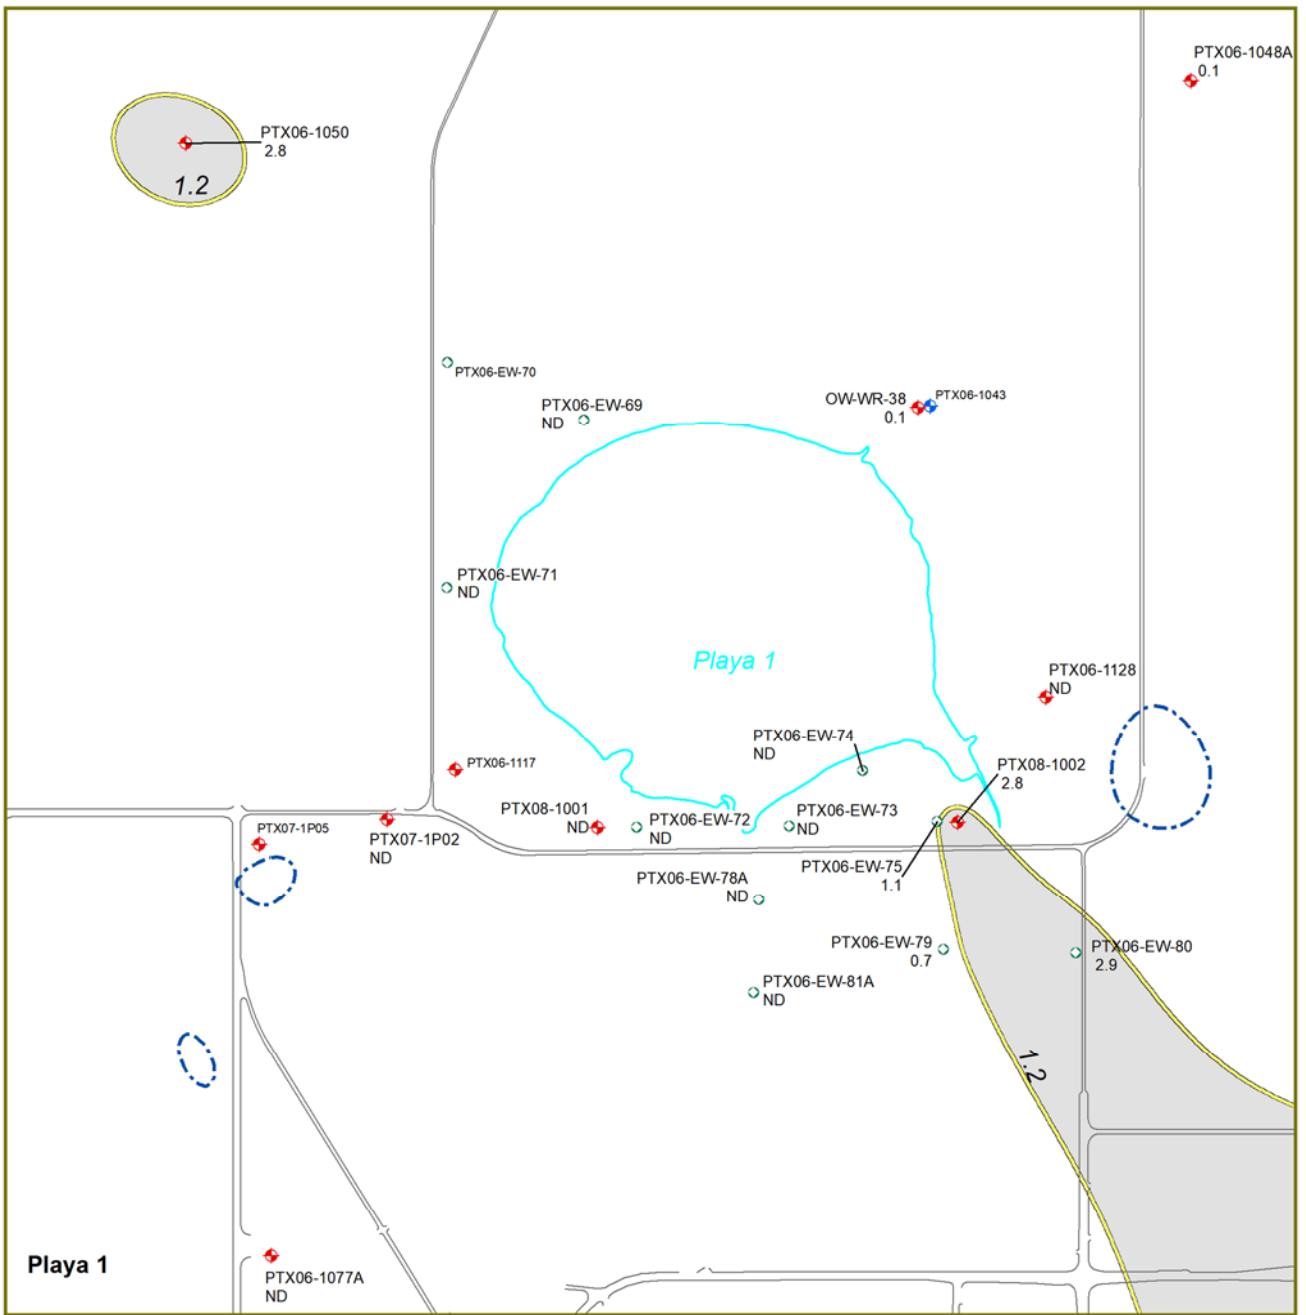 PTX06-1048A
0.1
PTX06-1050
2.8
1.2
PTX06-EW-70
PTX06-EW-69
ND
OW-WR-38
0.1
PTX06-1043
PTX06-EW-71
ND
Playa 1
PTX06-1128
ND
PTX06-EW-74
ND
PTX06-1117
PTX08-1002
2.8
PTX08-1001
ND
PTX06-EW-72
ND
PTX06-EW-73
ND
PTX07-1P05
PTX07-1P02
ND
PTX06-EW-75
1.1
PTX06-EW-78A
ND
PTX06-EW-79
0.7
PTX06-EW-80
2.9
PTX06-EW-81A
ND
1.2
Playa 1
PTX06-1077A
ND